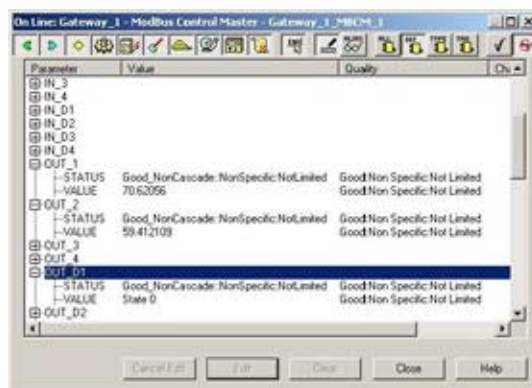 On Line: Gateway_1 - ModBus Control Master - Gateway_1_MBCM_1
Parameter Value Quality
IN_3
IN_4
IN_D1
IN_D2
IN_D3
IN_D4
OUT_1
STATUS Good_NonCascade::NonSpecific:NotLimited Good:Non Specific:Not Limited
VALUE 70.62056 Good:Non Specific:Not Limited
OUT_2
STATUS Good_NonCascade::NonSpecific:NotLimited Good:Non Specific:Not Limited
VALUE 59.412109 Good:Non Specific:Not Limited
OUT_3
OUT_4
OUT_D1
STATUS Good_NonCascade::NonSpecific:NotLimited Good:Non Specific:Not Limited
VALUE State 0 Good:Non Specific:Not Limited
OUT_D2
Cancel Edit Edit Clear Close Help